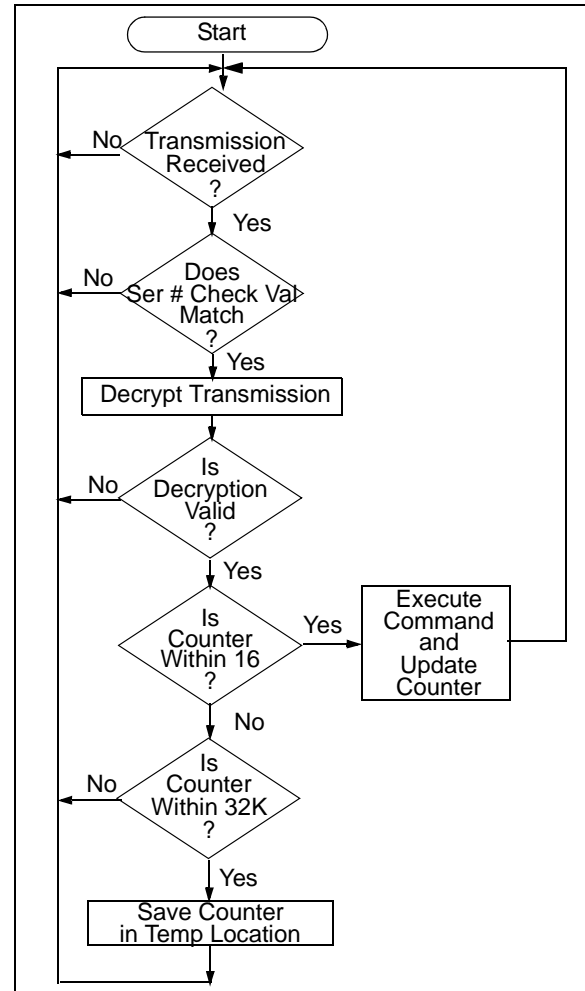 Start
No
Transmission
Received
?
Yes
No
Does
Ser # Check Val
Match
?
Yes
Decrypt Transmission
No
Is
Decryption
Valid
?
Yes
Is
Counter
Within 16
?
Yes
Execute
Command
and
Update
Counter
No
No
Is
Counter
Within 32K
?
Yes
Save Counter
in Temp Location